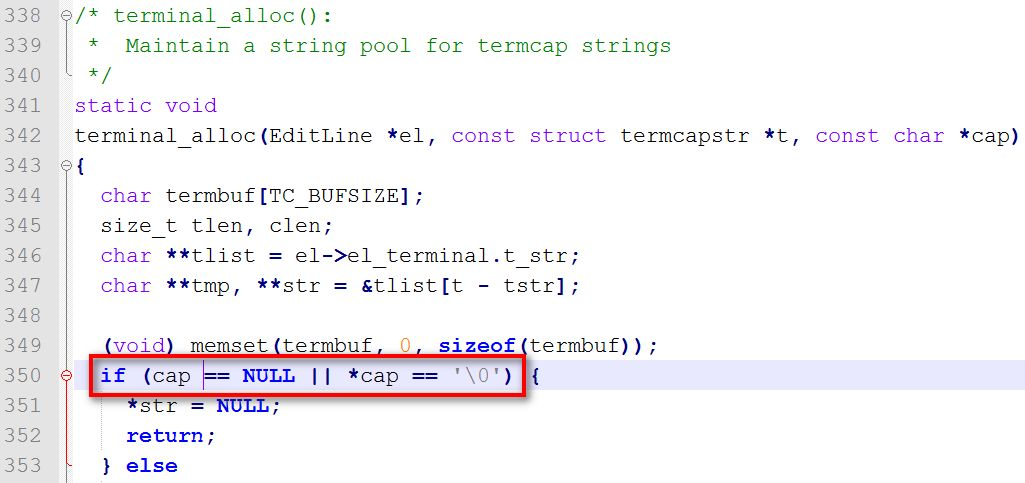 338 /* terminal_alloc():
339  *  Maintain a string pool for termcap strings
340  */
341 static void
342 terminal_alloc(EditLine *el, const struct termcapstr *t, const char *cap)
343 {
344   char termbuf[TC_BUFSIZE];
345   size_t tlen, clen;
346   char **tlist = el->el_terminal.t_str;
347   char **tmp, **str = &tlist[t - tstr];
348
349   (void) memset(termbuf, 0, sizeof(termbuf));
350   if (cap == NULL || *cap == '\0') {
351     *str = NULL;
352     return;
353   } else